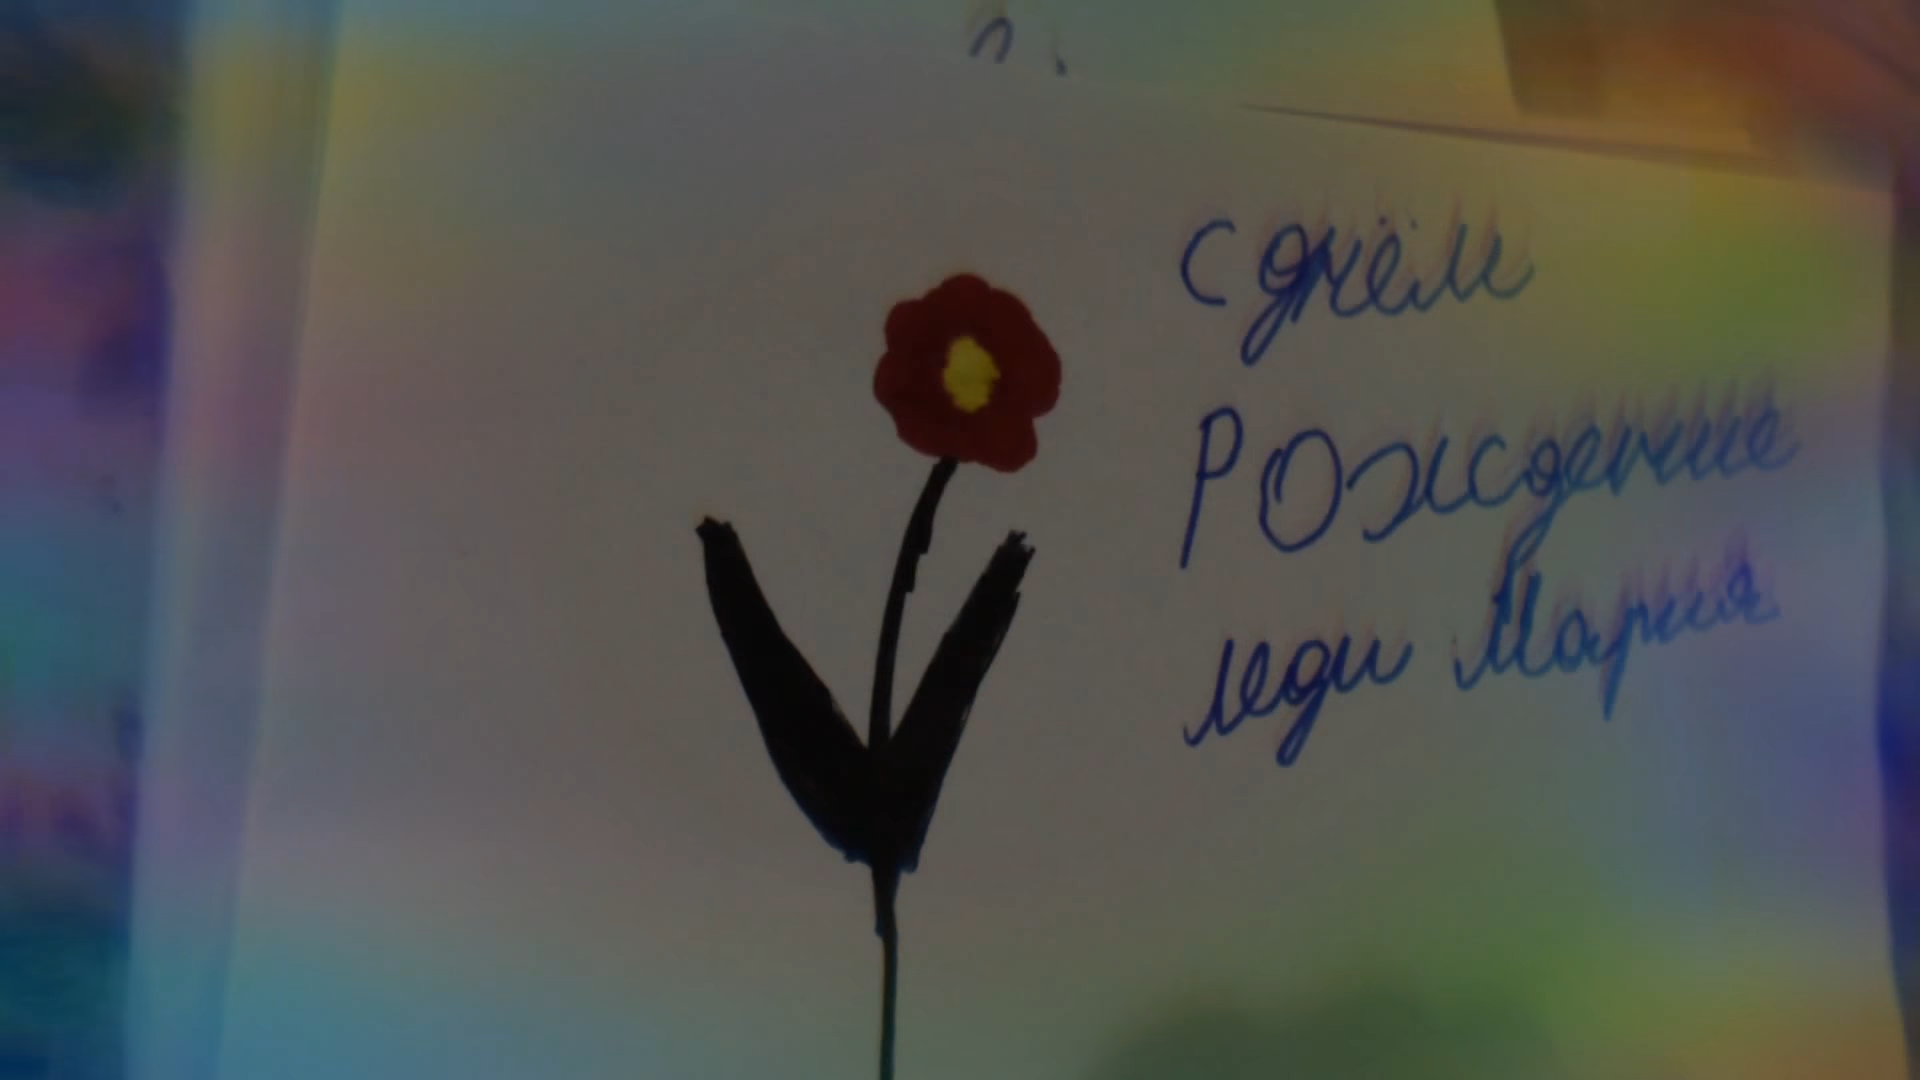 с днём
Рождение
леди Мария